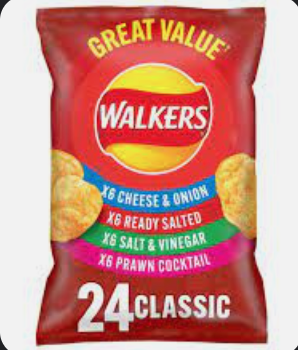 GREAT VALUE†
WALKERS
X6 CHEESE & ONION
X6 READY SALTED
X6 SALT & VINEGAR
X6 PRAWN COCKTAIL
24 CLASSIC